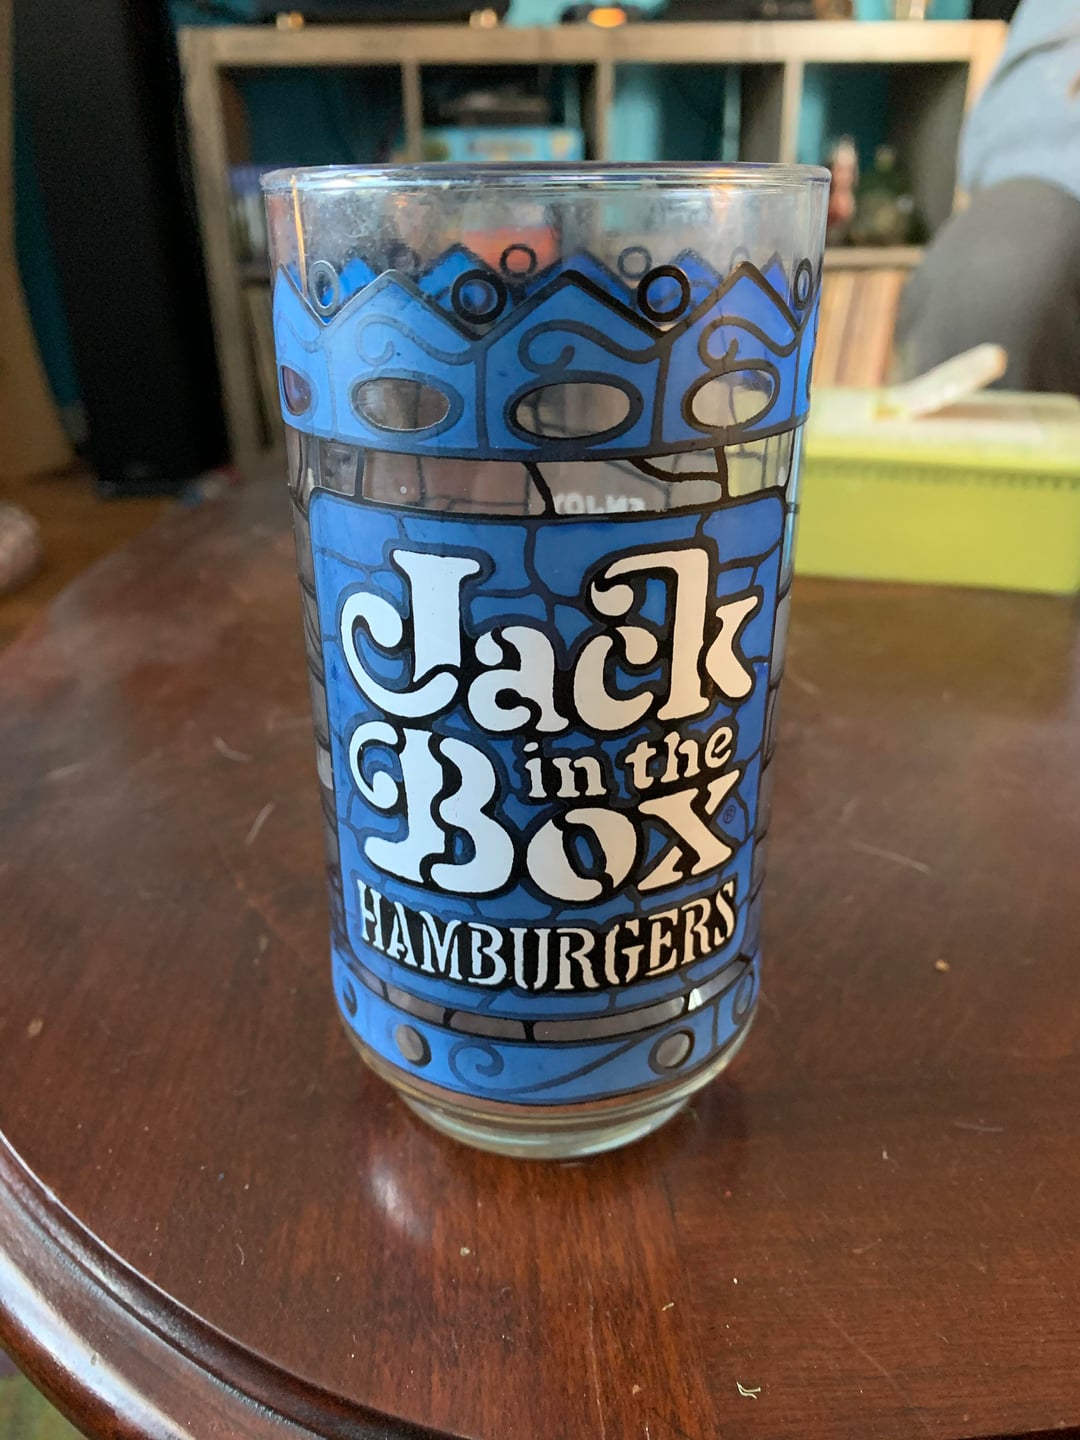 Jack
in the
Box®
HAMBURGERS